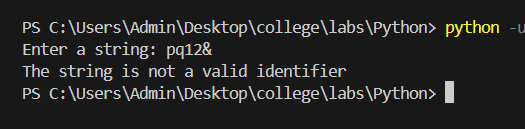 PS C:\Users\Admin\Desktop\college\labs\Python> python -u
Enter a string: pq12&
The string is not a valid identifier
PS C:\Users\Admin\Desktop\college\labs\Python>